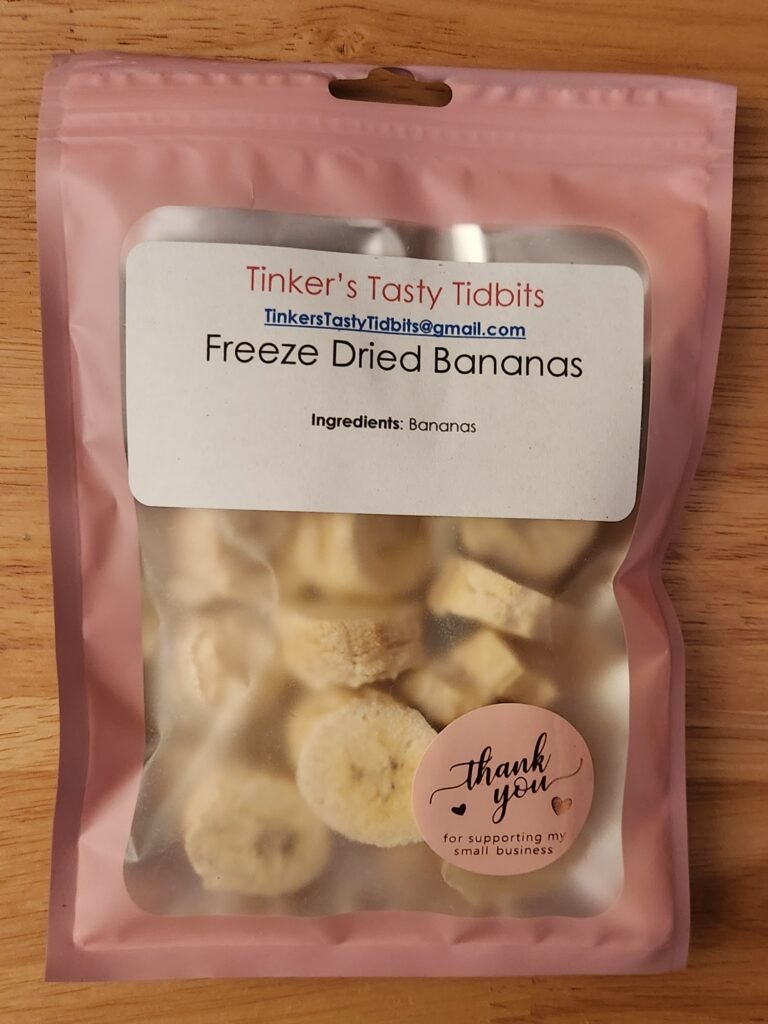 Tinker's Tasty Tidbits
TinkersTastyTidbits@gmail.com
Freeze Dried Bananas
Ingredients: Bananas
thank
you
for supporting my
small business